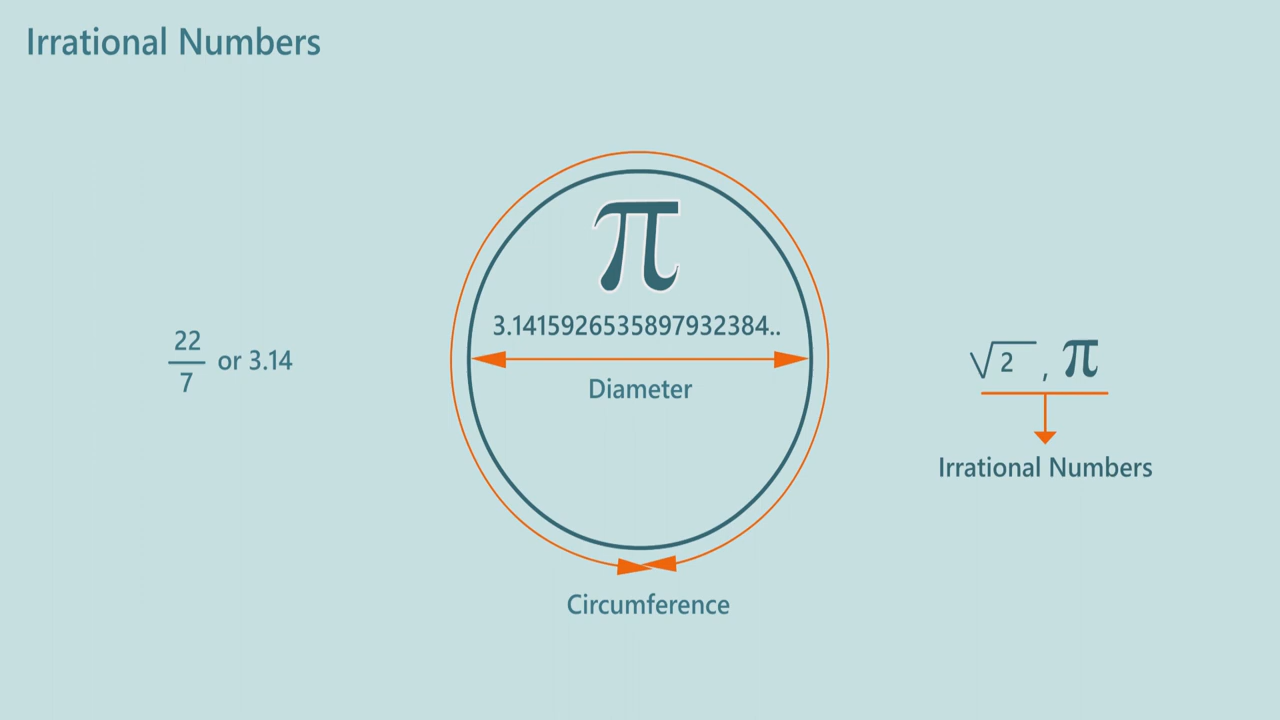 Irrational Numbers
π
3.1415926535897932384..
Diameter
Circumference
22/7 or 3.14
√2 , π
Irrational Numbers